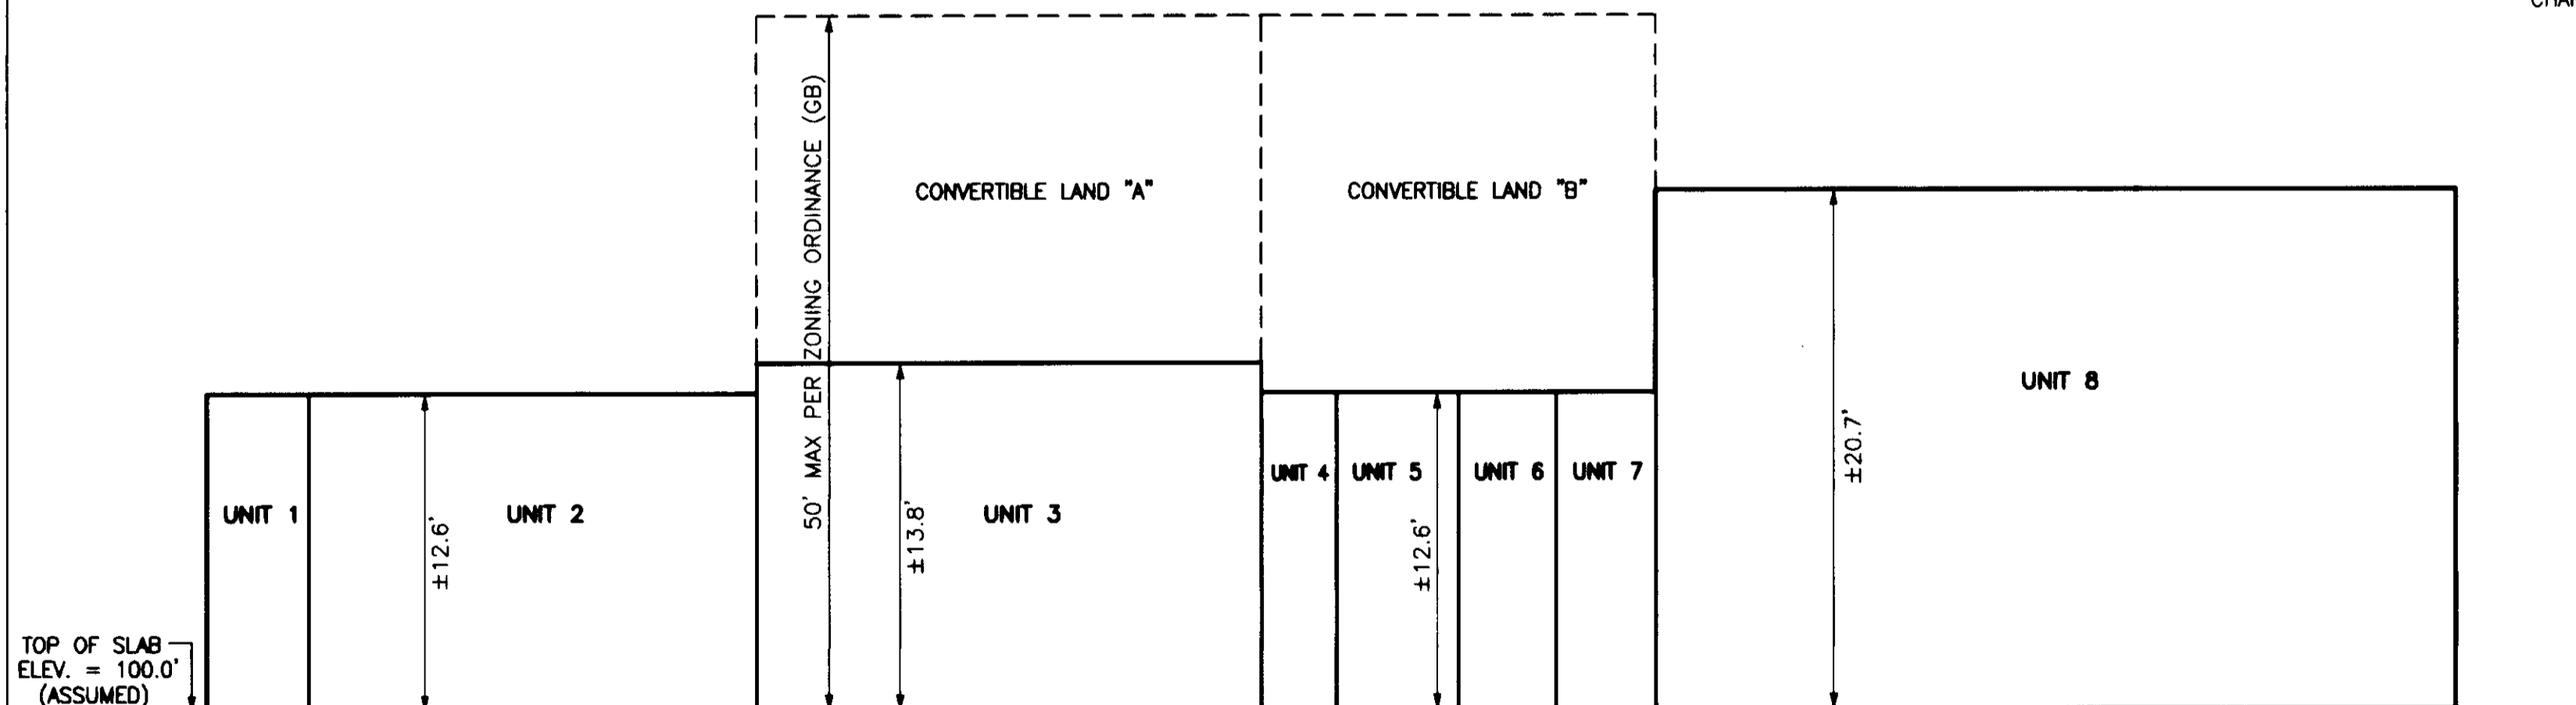 50' MAX PER ZONING ORDINANCE (GB)
CONVERTIBLE LAND "A"
CONVERTIBLE LAND "B"
UNIT 8
±20.7'
UNIT 4
UNIT 5
UNIT 6
UNIT 7
UNIT 1
UNIT 2
UNIT 3
±12.6'
±13.8'
±12.6'
TOP OF SLAB
ELEV. = 100.0'
(ASSUMED)